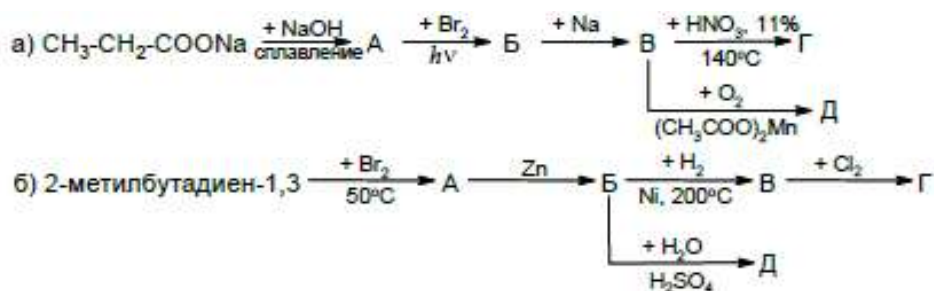 а) CH₃-CH₂-COONa + NaOH сплавление А + Br₂ hν Б + Na В + HNO₃, 11% 140°C Г
+ O₂ (CH₃COO)₂Mn Д
б) 2-метилбутадиен-1,3 + Br₂ 50°C А Zn Б + H₂ Ni, 200°C В + Cl₂ Г
+ H₂O H₂SO₄ Д